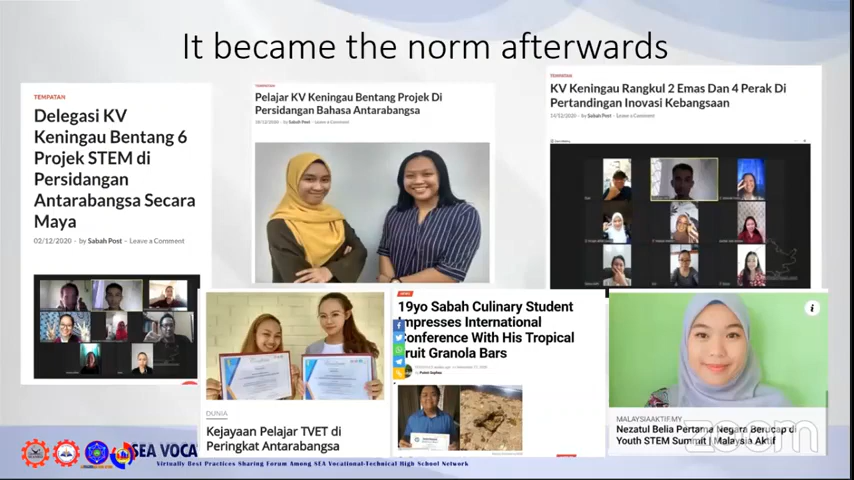 It became the norm afterwards
TEMPATAN
Delegasi KV
Keningau Bentang 6
Projek STEM di
Persidangan
Antarabangsa Secara
Maya
02/12/2020 - by Sabah Post - Leave a Comment
TEMPATAN
Pelajar KV Keningau Bentang Projek Di
Persidangan Bahasa Antarabangsa
by Sabah Post - Leave a Comment
TEMPATAN
KV Keningau Rangkul 2 Emas Dan 4 Perak Di
Pertandingan Inovasi Kebangsaan
14/12/2020 - by Sabah Post - Leave a Comment
DUNIA
Kejayaan Pelajar TVET di
Peringkat Antarabangsa
NEWS
19yo Sabah Culinary Student
Impresses International
Conference With His Tropical
Fruit Granola Bars
MALAYSIAAKTIF.MY
Nezatul Belia Pertama Negara Berucap di
Youth STEM Summit | Malaysia Aktif
zoom
SEA VOCA
Virtually Best Practices Sharing Forum Among SEA Vocational-Technical High School Network